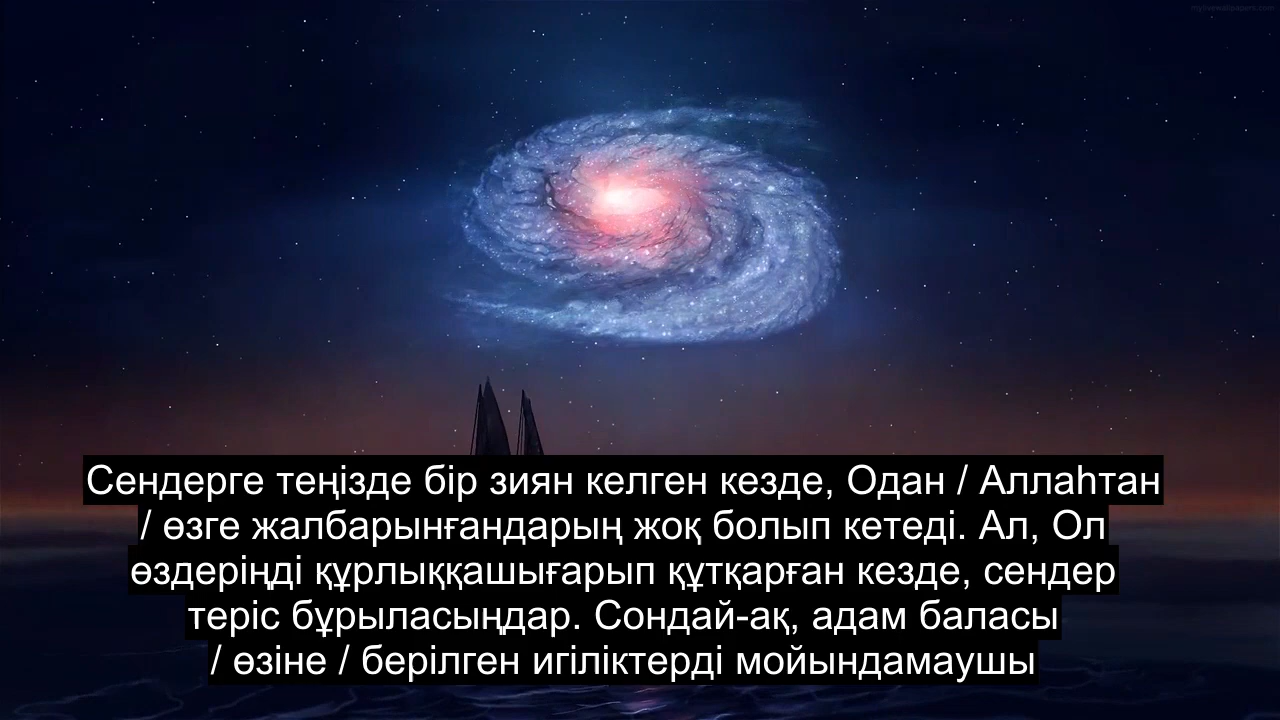 Сендерге теңізде бір зиян келген кезде, Одан / Аллаһтан
/ өзге жалбарынғандарың жоқ болып кетеді. Ал, Ол
өздеріңді құрлыққашығарып құтқарған кезде, сендер
теріс бұрыласыңдар. Сондай-ақ, адам баласы
/ өзіне / берілген игіліктерді мойындамаушы